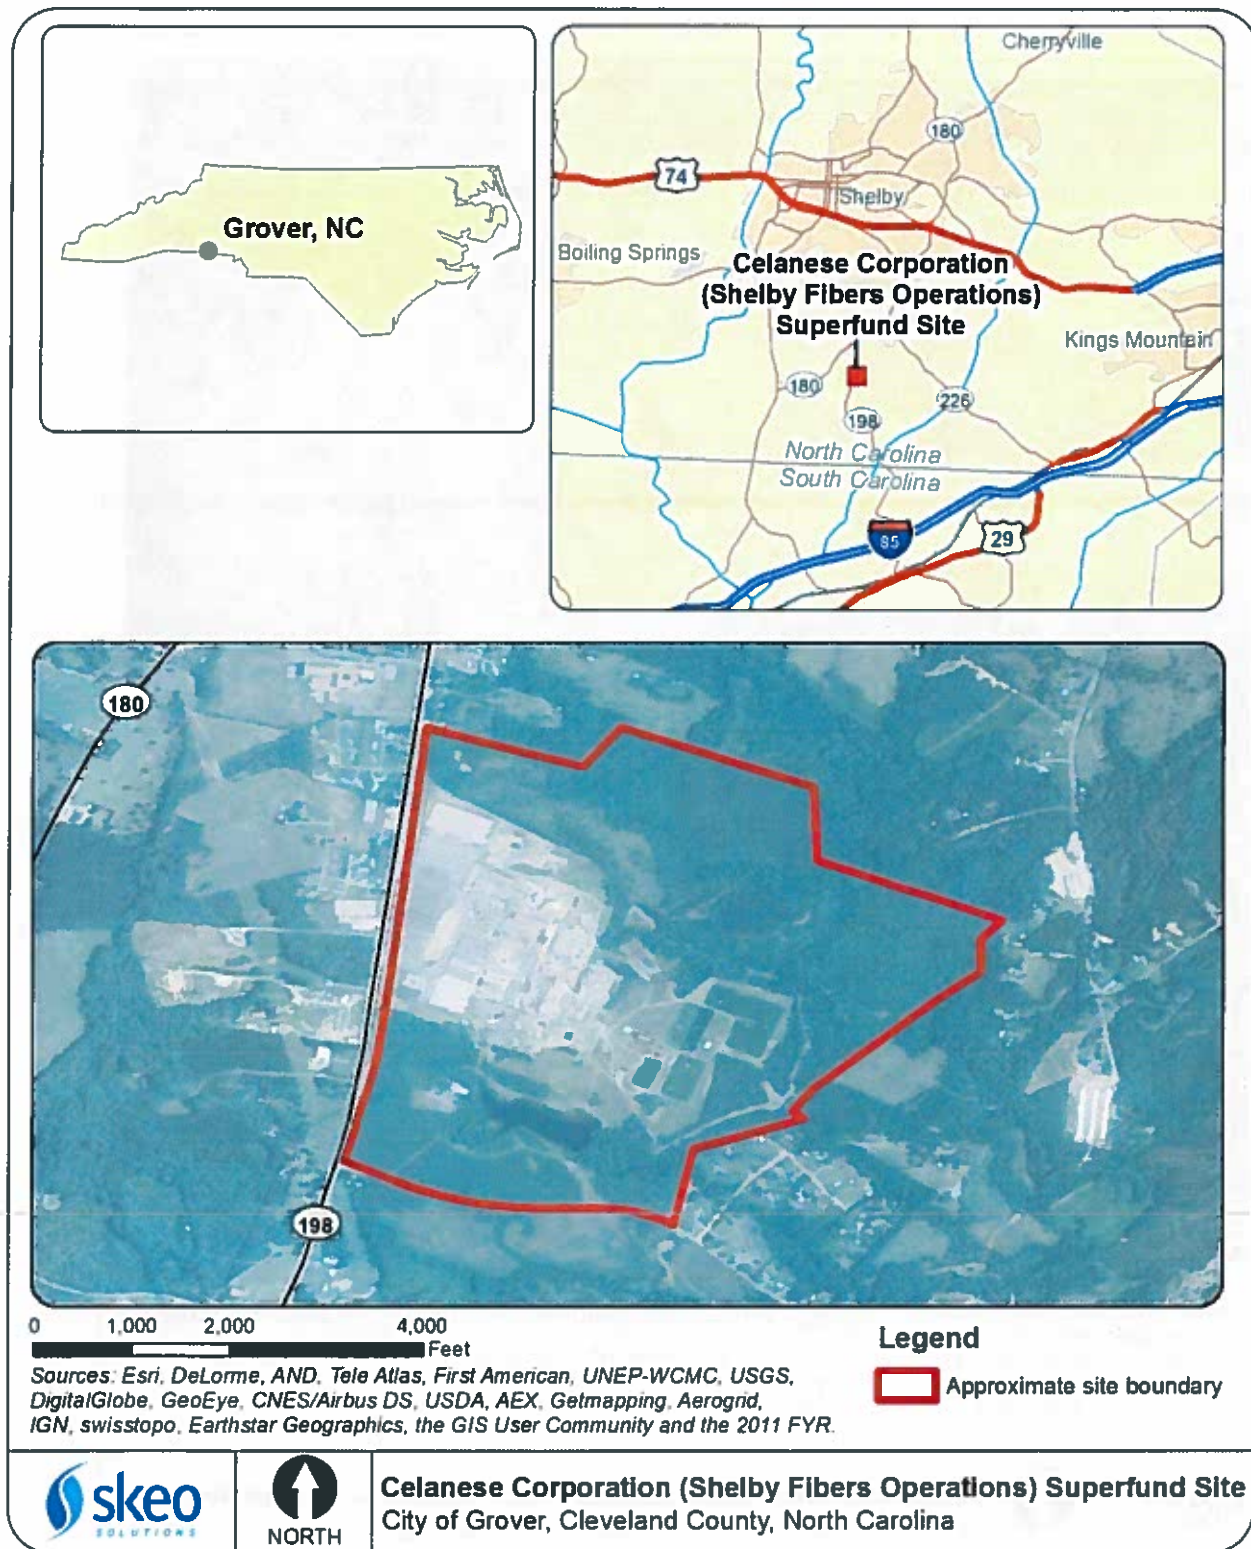 Grover, NC
Cherryville
180
74
Shelby
Boiling Springs
Celanese Corporation
(Shelby Fibers Operations)
Superfund Site
Kings Mountain
180
226
198
North Carolina
South Carolina
85
29
180
198
0 1,000 2,000 4,000
Feet
Legend
Approximate site boundary
Sources: Esri, DeLorme, AND, Tele Atlas, First American, UNEP-WCMC, USGS,
DigitalGlobe, GeoEye, CNES/Airbus DS, USDA, AEX, Getmapping, Aerogrid,
IGN, swisstopo, Earthstar Geographics, the GIS User Community and the 2011 FYR.
skeo
SOLUTIONS
NORTH
Celanese Corporation (Shelby Fibers Operations) Superfund Site
City of Grover, Cleveland County, North Carolina